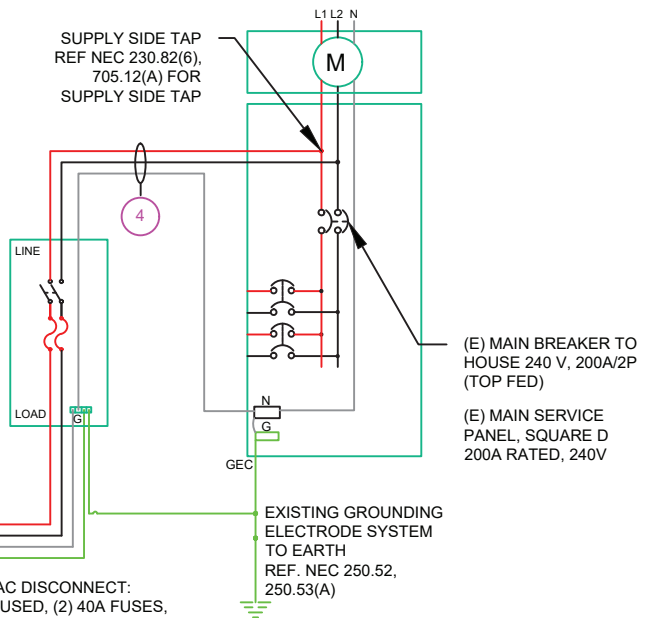 L1 L2 N
SUPPLY SIDE TAP
REF NEC 230.82(6),
705.12(A) FOR
SUPPLY SIDE TAP
M
4
LINE
LOAD
G
N
G
GEC
(E) MAIN BREAKER TO
HOUSE 240 V, 200A/2P
(TOP FED)
(E) MAIN SERVICE
PANEL, SQUARE D
200A RATED, 240V
EXISTING GROUNDING
ELECTRODE SYSTEM
TO EARTH
REF. NEC 250.52,
250.53(A)
AC DISCONNECT:
USED, (2) 40A FUSES,